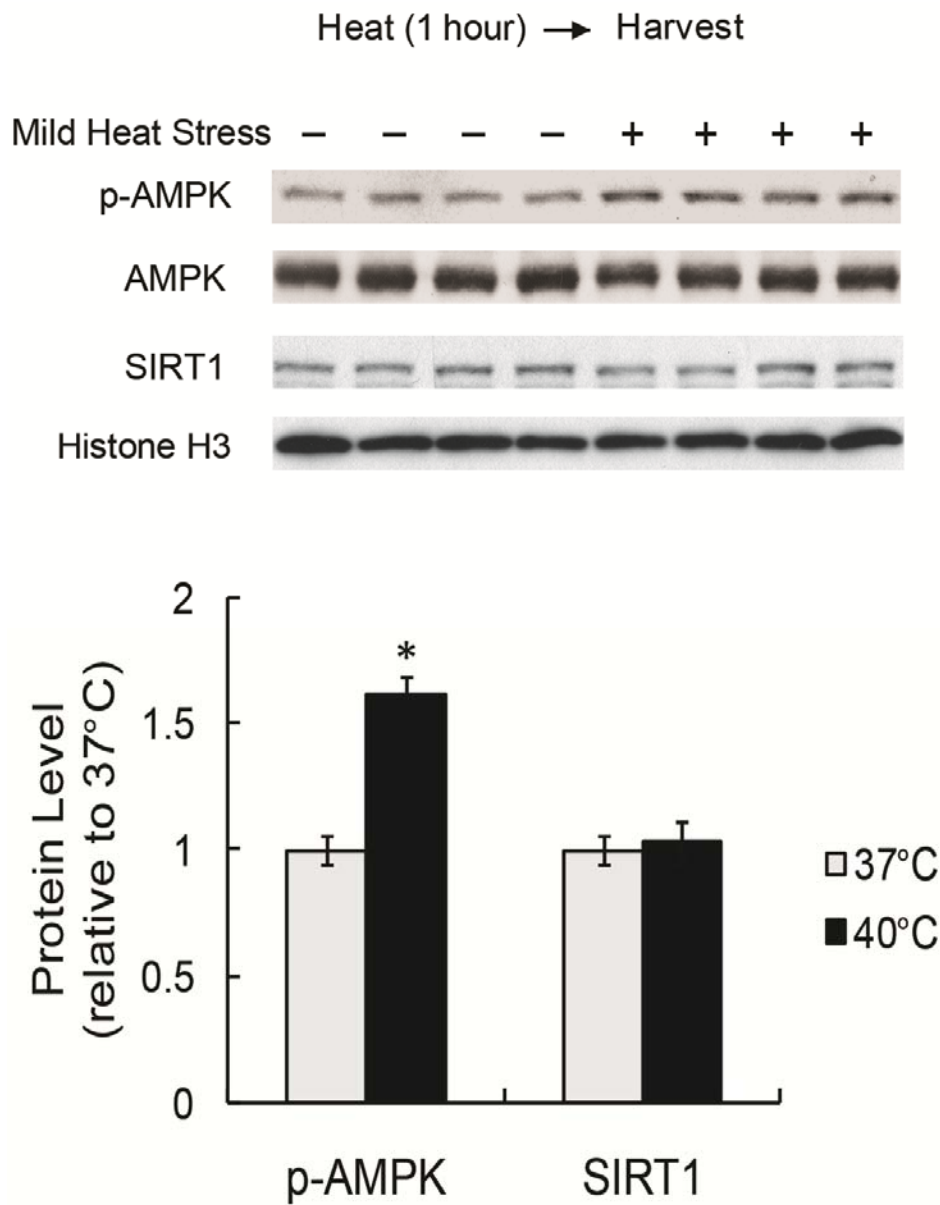 Heat (1 hour) → Harvest
Mild Heat Stress − − − − + + + +
p-AMPK
AMPK
SIRT1
Histone H3
2
1.5
1
0.5
0
Protein Level
(relative to 37°C)
*
37°C
40°C
p-AMPK SIRT1